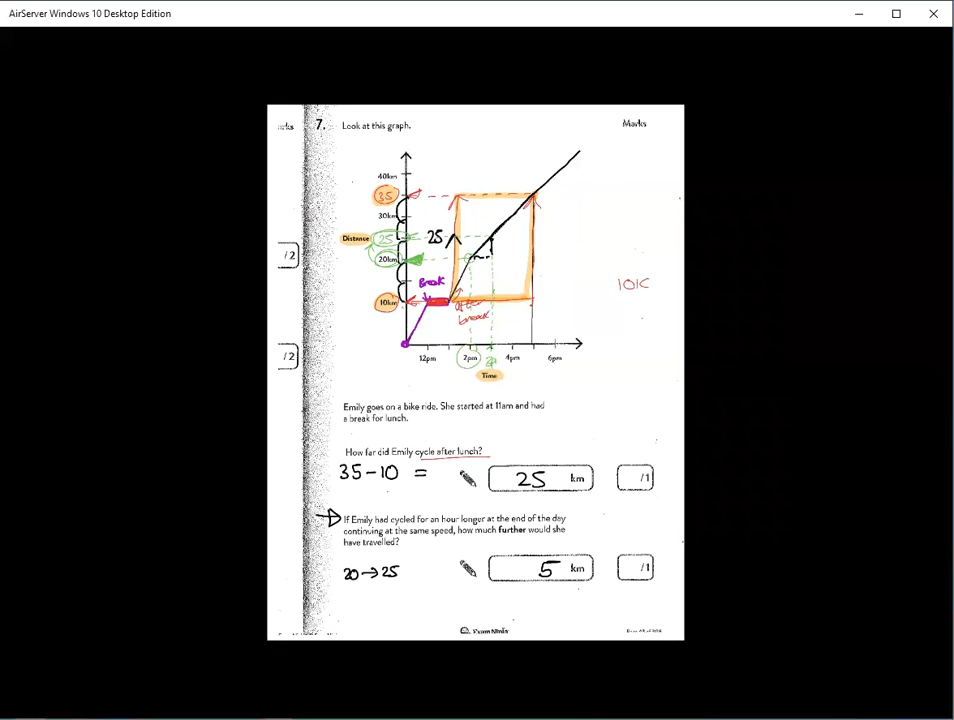 AirServer Windows 10 Desktop Edition
7. Look at this graph.
Marks
40km
35
30km
Distance
25
25
20km
Break
10km
after
break
10K
12pm
2pm
4pm
6pm
Time
/2
/2
Emily goes on a bike ride. She started at 11am and had
a break for lunch.
How far did Emily cycle after lunch?
35-10 =
25 km
/1
If Emily had cycled for an hour longer at the end of the day
continuing at the same speed, how much further would she
have travelled?
20→25
5 km
/1
Exam Ninja